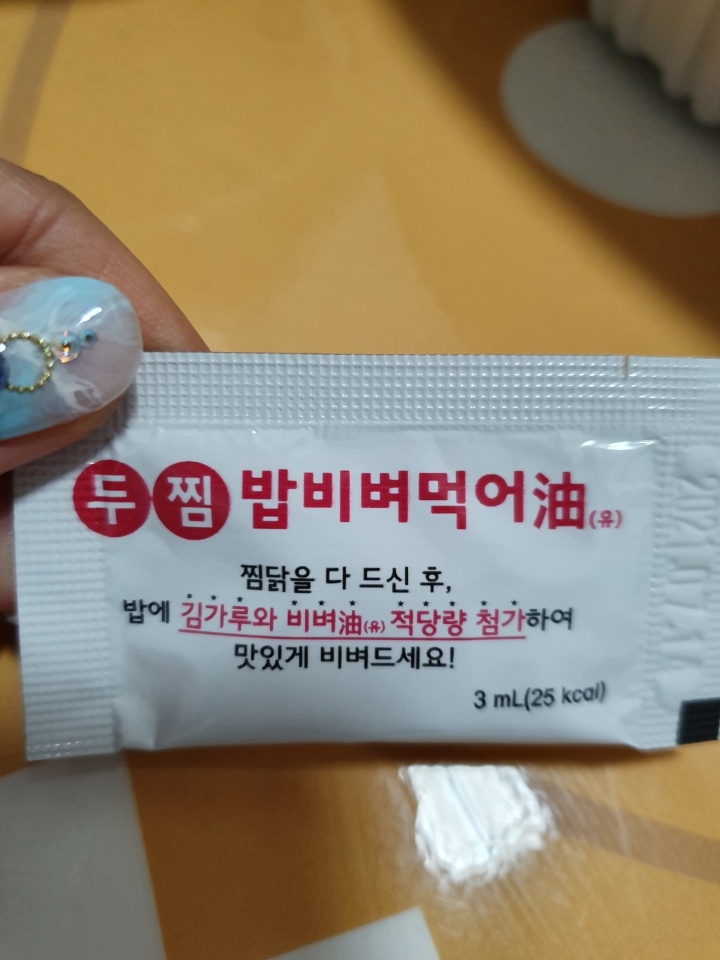 두찜 밥비벼먹어油(유)
찜닭을 다 드신 후,
밥에 김가루와 비벼油(유) 적당량 첨가하여
맛있게 비벼드세요!
3 mL(25 kcal)